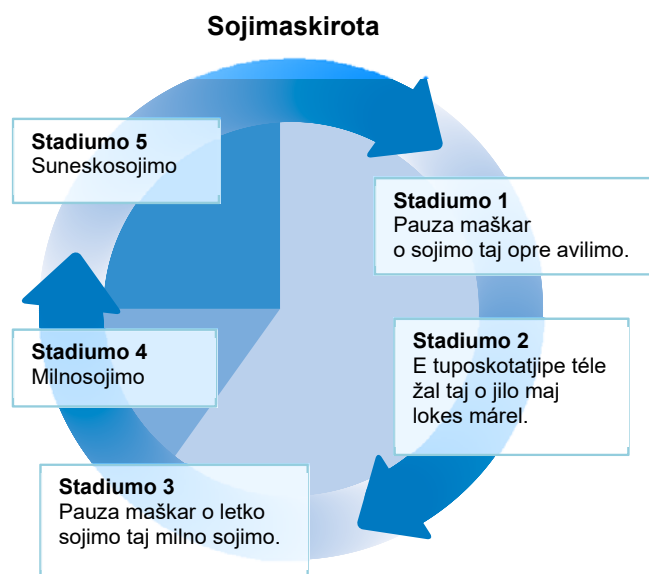 Sojimaskirota
Stadiumo 1
Pauza maškar
o sojimo taj opre avilimo.
Stadiumo 2
E tuposkotatjipe téle
žal taj o jilo maj
lokes márel.
Stadiumo 3
Pauza maškar o letko
sojimo taj milno sojimo.
Stadiumo 4
Milnosojimo
Stadiumo 5
Suneskosojimo